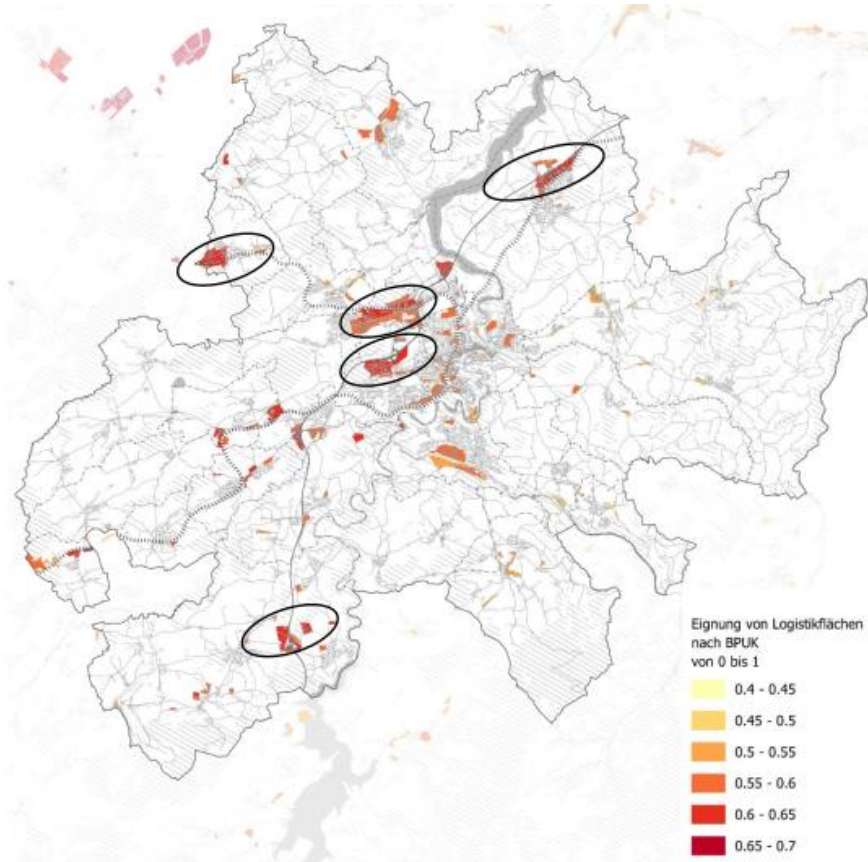 Eignung von Logistikflächen
nach BPUK
von 0 bis 1
0.4 - 0.45
0.45 - 0.5
0.5 - 0.55
0.55 - 0.6
0.6 - 0.65
0.65 - 0.7